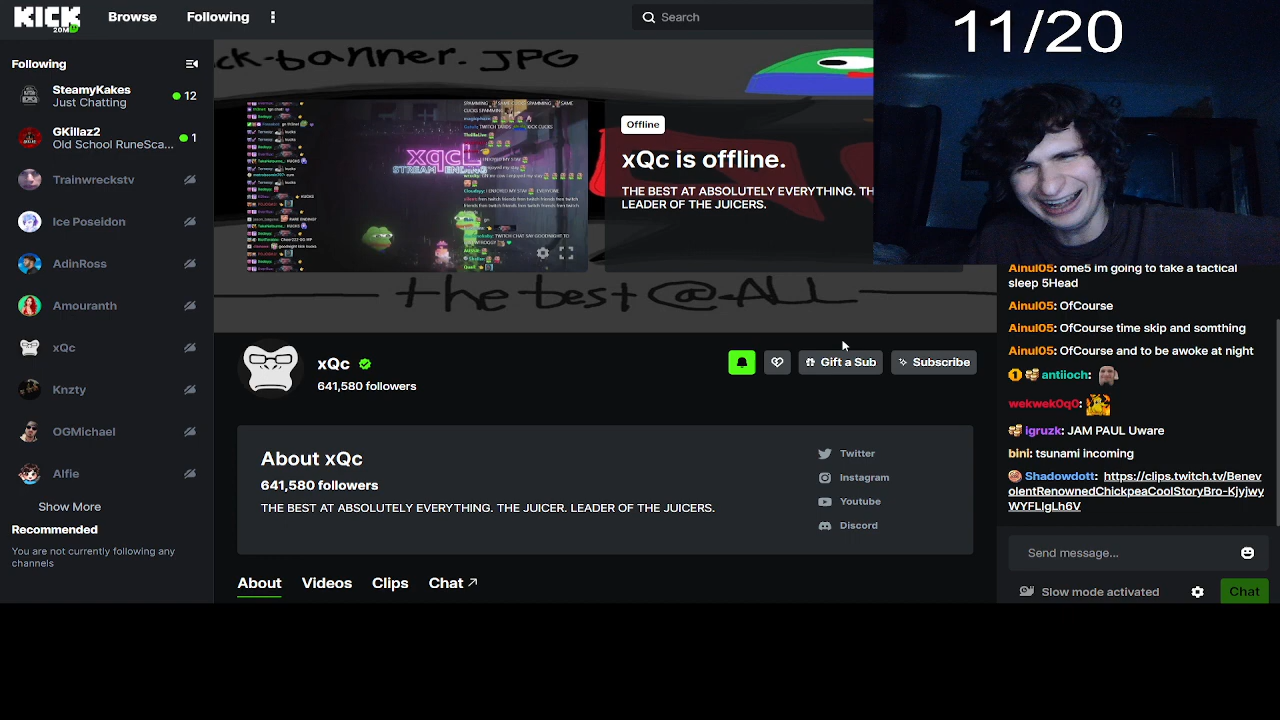 KICK
20M
Browse
Following
Search
11/20
Following
SteamyKakes
Just Chatting
12
GKillaz2
Old School RuneSca...
1
Trainwreckstv
Ice Poseidon
AdinRoss
Amouranth
xQc
Knzty
OGMichael
Alfie
Show More
Recommended
You are not currently following any
channels
ck-banner.JPG
xqcL
STREAM ENDING
Offline
xQc is offline.
THE BEST AT ABSOLUTELY EVERYTHING. TH
LEADER OF THE JUICERS.
the best @ ALL
xQc
641,580 followers
Gift a Sub
Subscribe
About xQc
641,580 followers
THE BEST AT ABSOLUTELY EVERYTHING. THE JUICER. LEADER OF THE JUICERS.
Twitter
Instagram
Youtube
Discord
About
Videos
Clips
Chat
Ainul05: ome5 im going to take a tactical
sleep 5Head
Ainul05: OfCourse
Ainul05: OfCourse time skip and somthing
Ainul05: OfCourse and to be awoke at night
1 antiioch:
wekwek0q0:
igruzk: JAM PAUL Uware
bini: tsunami incoming
Shadowdott: https://clips.twitch.tv/Benev
olentRenownedChickpeaCoolStoryBro-Kjyjwy
WYFLlgLh6V
Send message...
Slow mode activated
Chat